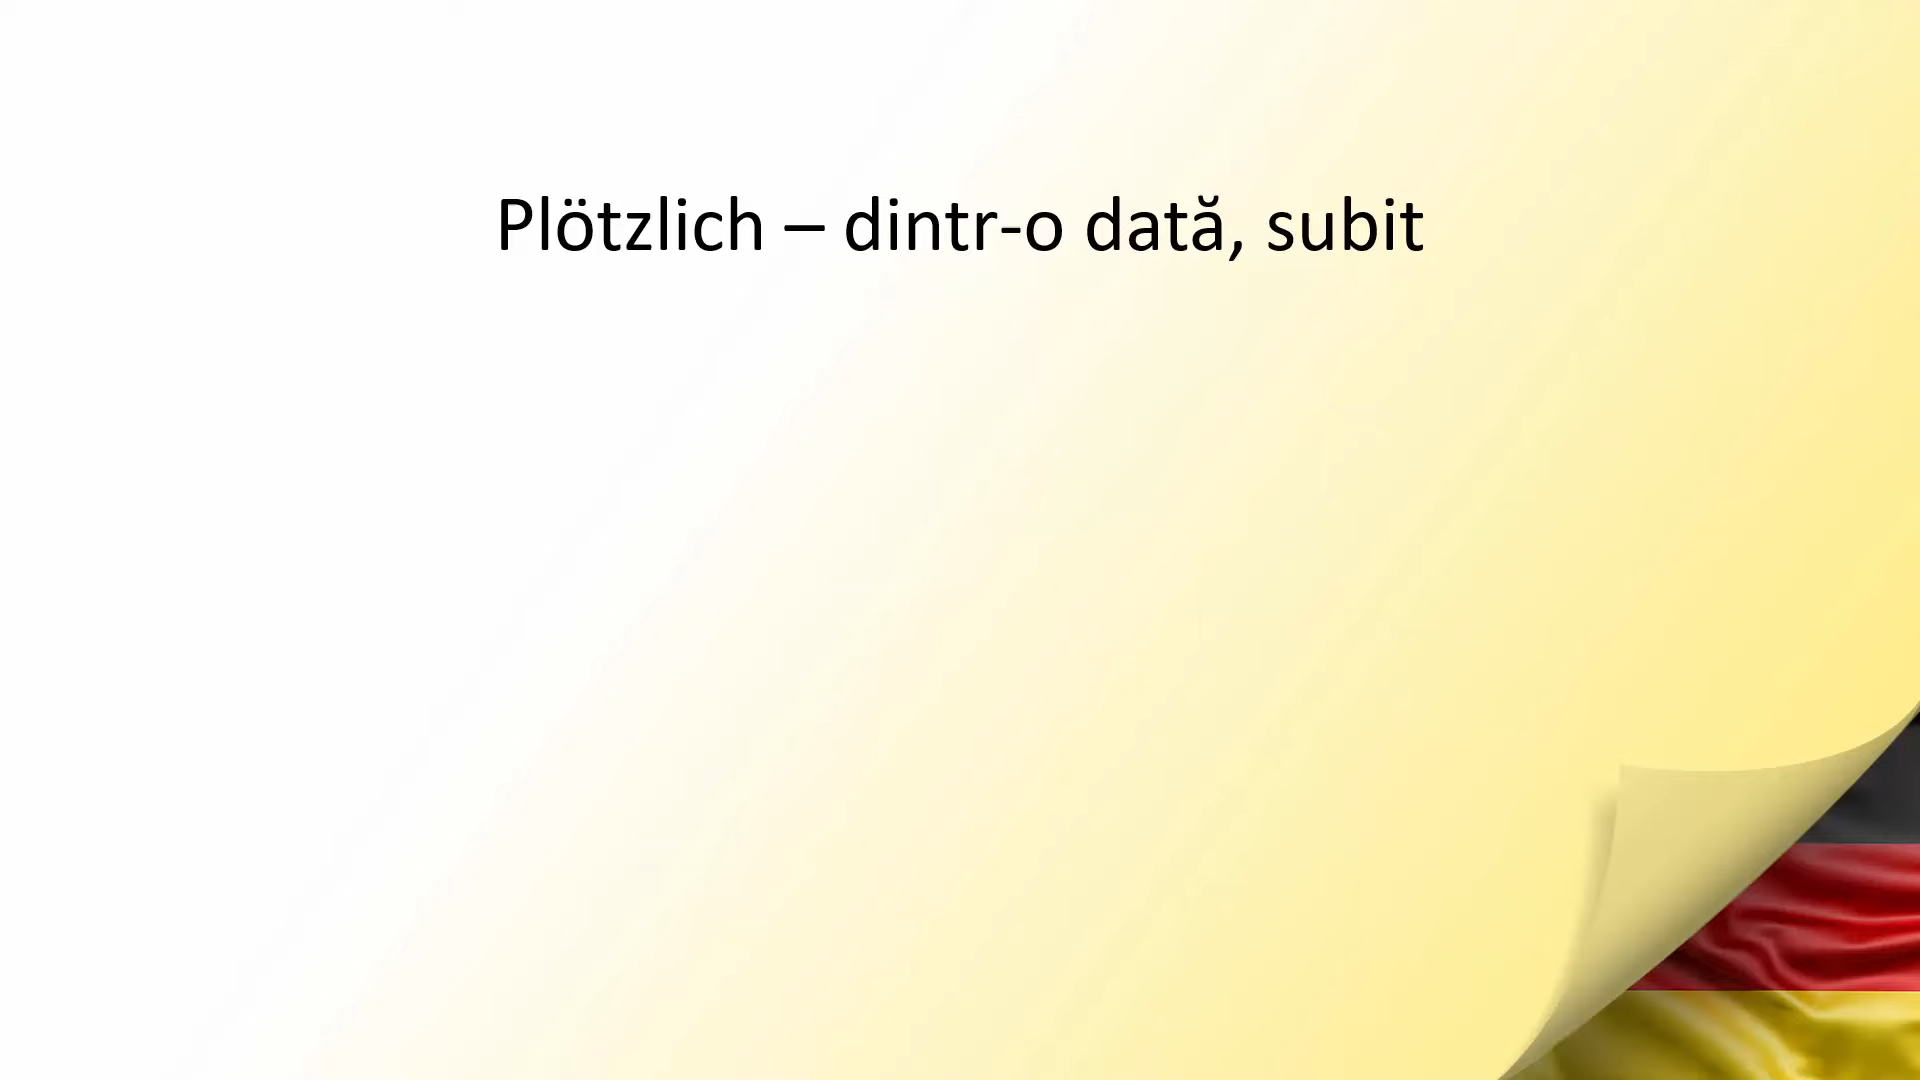 Plötzlich – dintr-o dată, subit